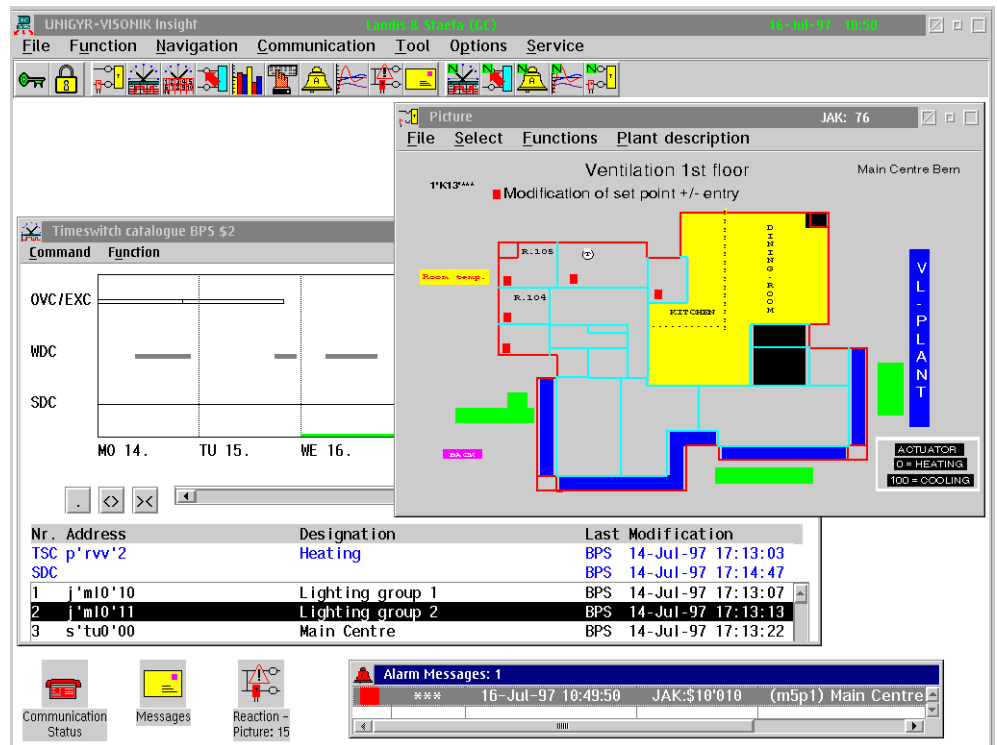 UNIGYR-VISONIK Insight Landis & Staefa (GC) 16-Jul-97 10:50
File Function Navigation Communication Tool Options Service
N N N N N
Picture JAK: 76
File Select Functions Plant description
Ventilation 1st floor Main Centre Bern
1'K13'***
Modification of set point +/- entry
R.105
T
DINING-ROOM
Room temp.
R.104
KITCHEN
VL-PLANT
BACK
ACTUATOR
0 = HEATING
100 = COOLING
Timeswitch catalogue BPS $2
Command Function
OVC/EXC
WDC
SDC
MO 14. TU 15. WE 16.
. <> ><
Nr. Address Designation Last Modification
TSC p'rvv'2 Heating BPS 14-Jul-97 17:13:03
SDC BPS 14-Jul-97 17:14:47
1 j'ml0'10 Lighting group 1 BPS 14-Jul-97 17:13:07
2 j'ml0'11 Lighting group 2 BPS 14-Jul-97 17:13:13
3 s'tu0'00 Main Centre BPS 14-Jul-97 17:13:22
Communication Status
Messages
Reaction - Picture: 15
Alarm Messages: 1
*** 16-Jul-97 10:49:50 JAK:$10'010 (m5p1) Main Centre